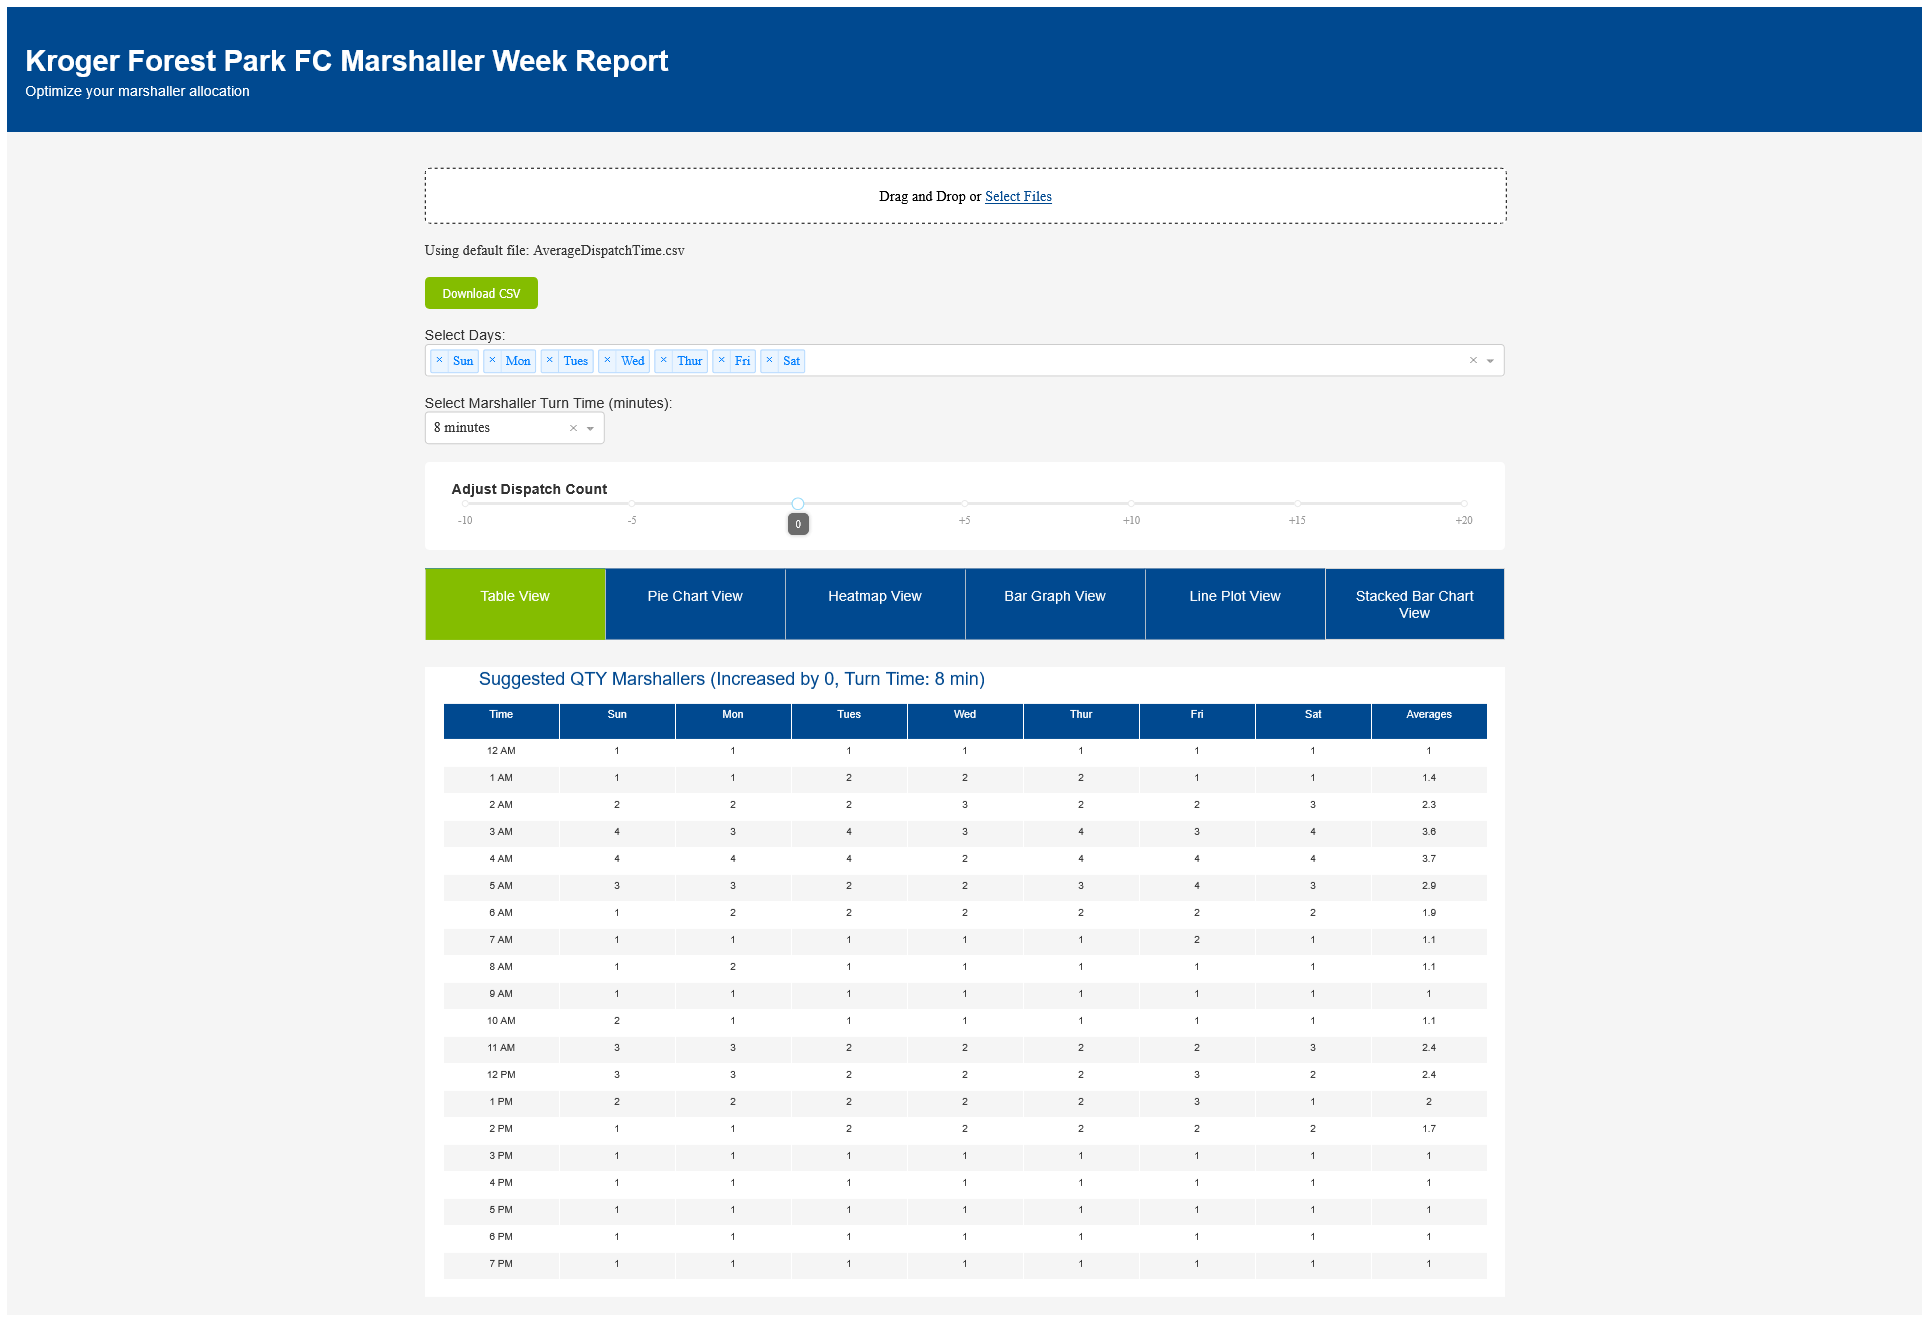 Kroger Forest Park FC Marshaller Week Report
Optimize your marshaller allocation
Drag and Drop or Select Files
Using default file: AverageDispatchTime.csv
Download CSV
Select Days:
× Sun × Mon × Tues × Wed × Thur × Fri × Sat ×
Select Marshaller Turn Time (minutes):
8 minutes ×
Adjust Dispatch Count
-10 -5 0 +5 +10 +15 +20
Table View Pie Chart View Heatmap View Bar Graph View Line Plot View Stacked Bar Chart
View
Suggested QTY Marshallers (Increased by 0, Turn Time: 8 min)
Time Sun Mon Tues Wed Thur Fri Sat Averages
12 AM 1 1 1 1 1 1 1 1
1 AM 1 1 2 2 2 1 1 1.4
2 AM 2 2 2 3 2 2 3 2.3
3 AM 4 3 4 3 4 3 4 3.6
4 AM 4 4 4 2 4 4 4 3.7
5 AM 3 3 2 2 3 4 3 2.9
6 AM 1 2 2 2 2 2 2 1.9
7 AM 1 1 1 1 1 2 1 1.1
8 AM 1 2 1 1 1 1 1 1.1
9 AM 1 1 1 1 1 1 1 1
10 AM 2 1 1 1 1 1 1 1.1
11 AM 3 3 2 2 2 2 3 2.4
12 PM 3 3 2 2 2 3 2 2.4
1 PM 2 2 2 2 2 3 1 2
2 PM 1 1 2 2 2 2 2 1.7
3 PM 1 1 1 1 1 1 1 1
4 PM 1 1 1 1 1 1 1 1
5 PM 1 1 1 1 1 1 1 1
6 PM 1 1 1 1 1 1 1 1
7 PM 1 1 1 1 1 1 1 1